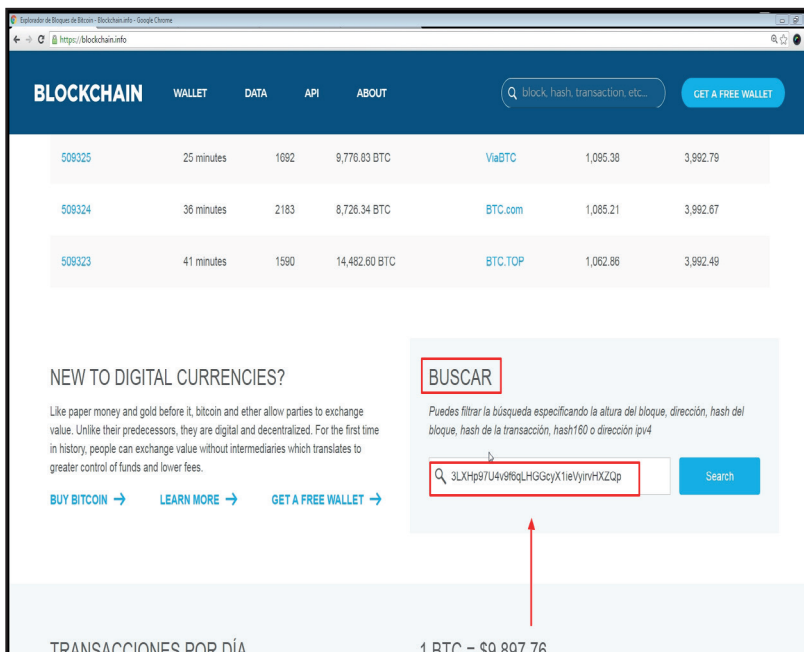 Explorador de Bloques de Bitcoin - Blockchain.info - Google Chrome
https://blockchain.info
BLOCKCHAIN WALLET DATA API ABOUT block, hash, transaction, etc... GET A FREE WALLET
509325 25 minutes 1692 9,776.83 BTC ViaBTC 1,095.38 3,992.79
509324 36 minutes 2183 8,726.34 BTC BTC.com 1,085.21 3,992.67
509323 41 minutes 1590 14,482.60 BTC BTC.TOP 1,062.86 3,992.49
NEW TO DIGITAL CURRENCIES?
Like paper money and gold before it, bitcoin and ether allow parties to exchange
value. Unlike their predecessors, they are digital and decentralized. For the first time
in history, people can exchange value without intermediaries which translates to
greater control of funds and lower fees.
BUY BITCOIN → LEARN MORE → GET A FREE WALLET →
BUSCAR
Puedes filtrar la búsqueda especificando la altura del bloque, dirección, hash del
bloque, hash de la transacción, hash160 o dirección ipv4
3LXHp97U4v9f6qLHGGcyX1ieVyirvHXZQp Search
TRANSACCIONES POR DÍA 1 BTC = $9,897.76